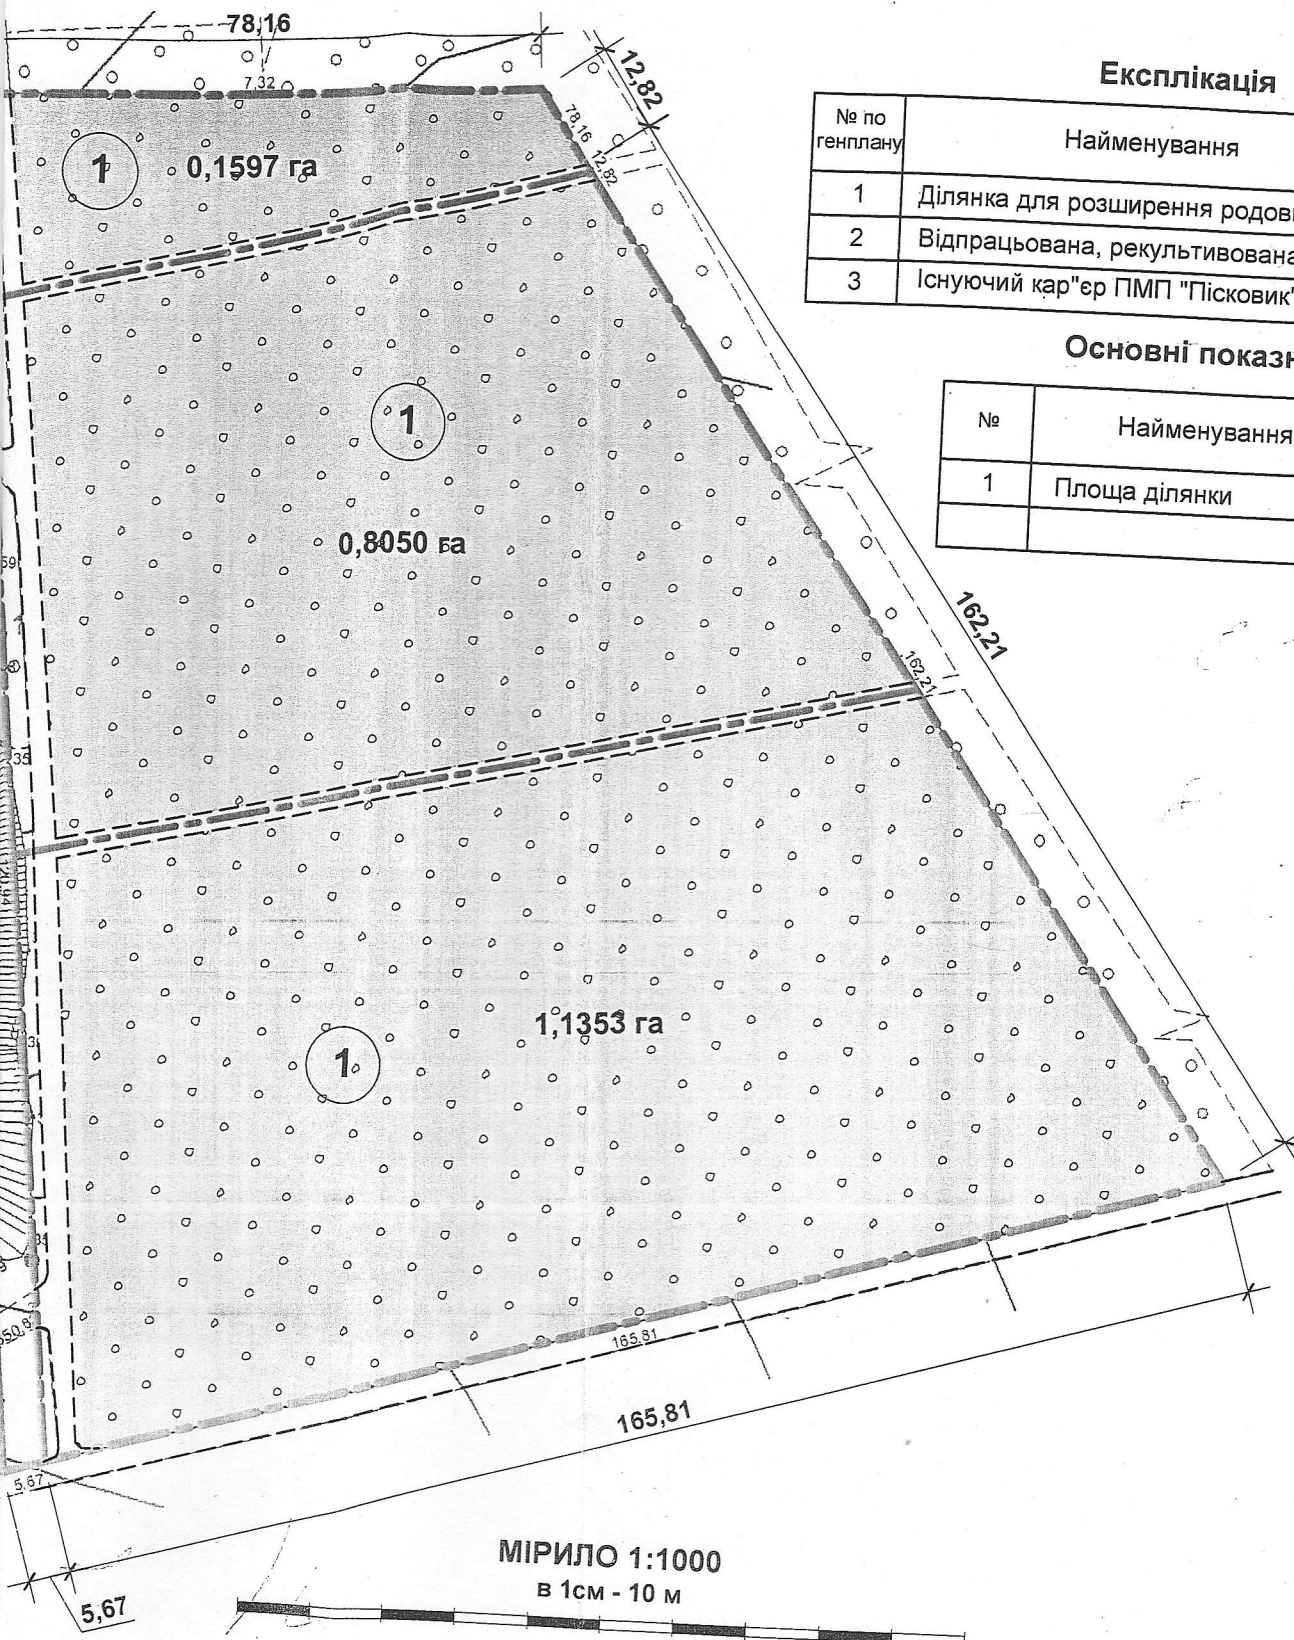 78,16
7,32
12,82
78,16
12,82
1
0,1597 га
Експлікація
№ по генплану
Найменування
1
Ділянка для розширення
2
Відпрацьована,
3
Існуючий кар"єр ПМП "Пісковик"
Основні
№
Найменування
1
Площа ділянки
1
0,8050 га
162,21
162,21
1
1,1353 га
165,81
165,81
5,67
5,67
МІРИЛО 1:1000
в 1см - 10 м